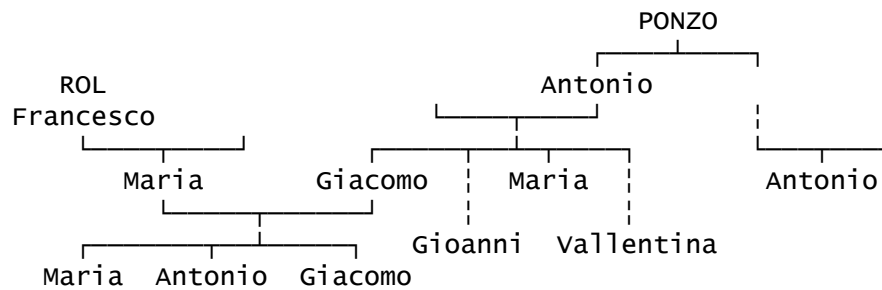 PONZO
ROL Antonio
Francesco
Maria Giacomo Maria Antonio
Gioanni Vallentina
Maria Antonio Giacomo